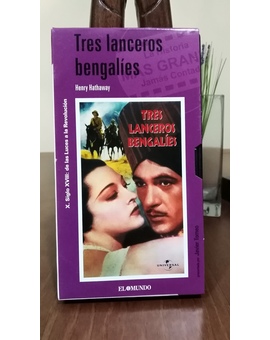 Tres lanceros
bengalíes
Henry Hathaway
X. Siglo XVIII: de las Luces a la Revolución
TRES
LANCEROS
BENGALÍES
UNIVERSAL
EL MUNDO